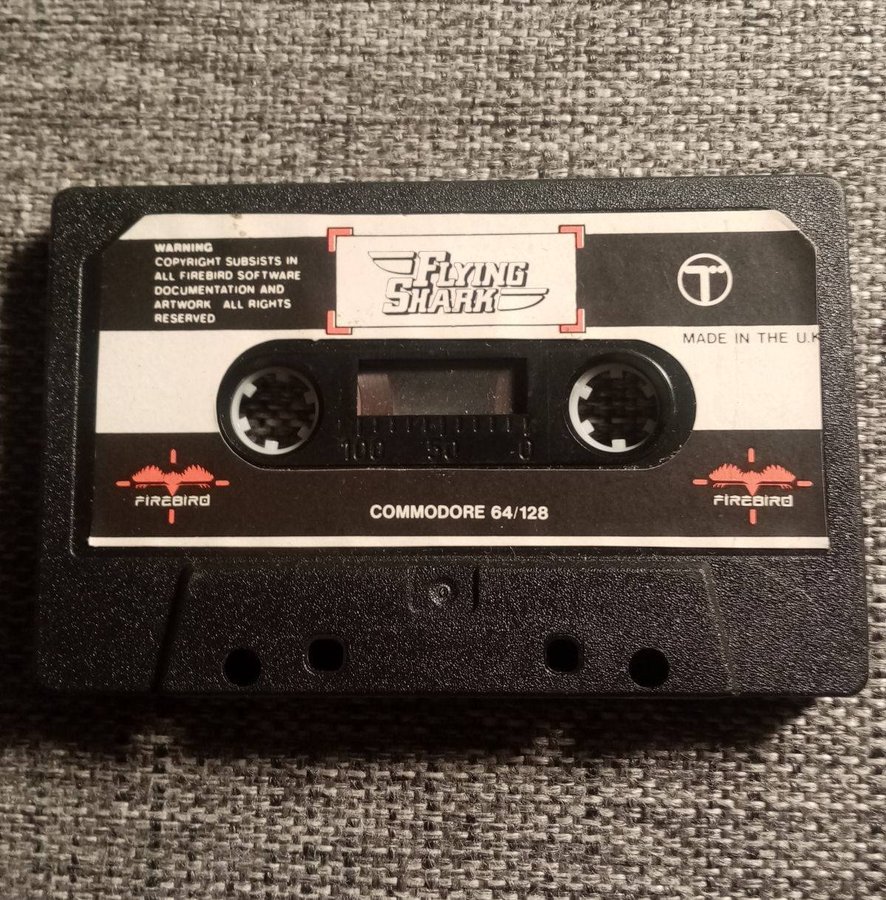 WARNING
COPYRIGHT SUBSISTS IN
ALL FIREBIRD SOFTWARE
DOCUMENTATION AND
ARTWORK ALL RIGHTS
RESERVED
FLYING
SHARK
MADE IN THE U.K
100 50 0
FIREBIRD
FIREBIRD
COMMODORE 64/128